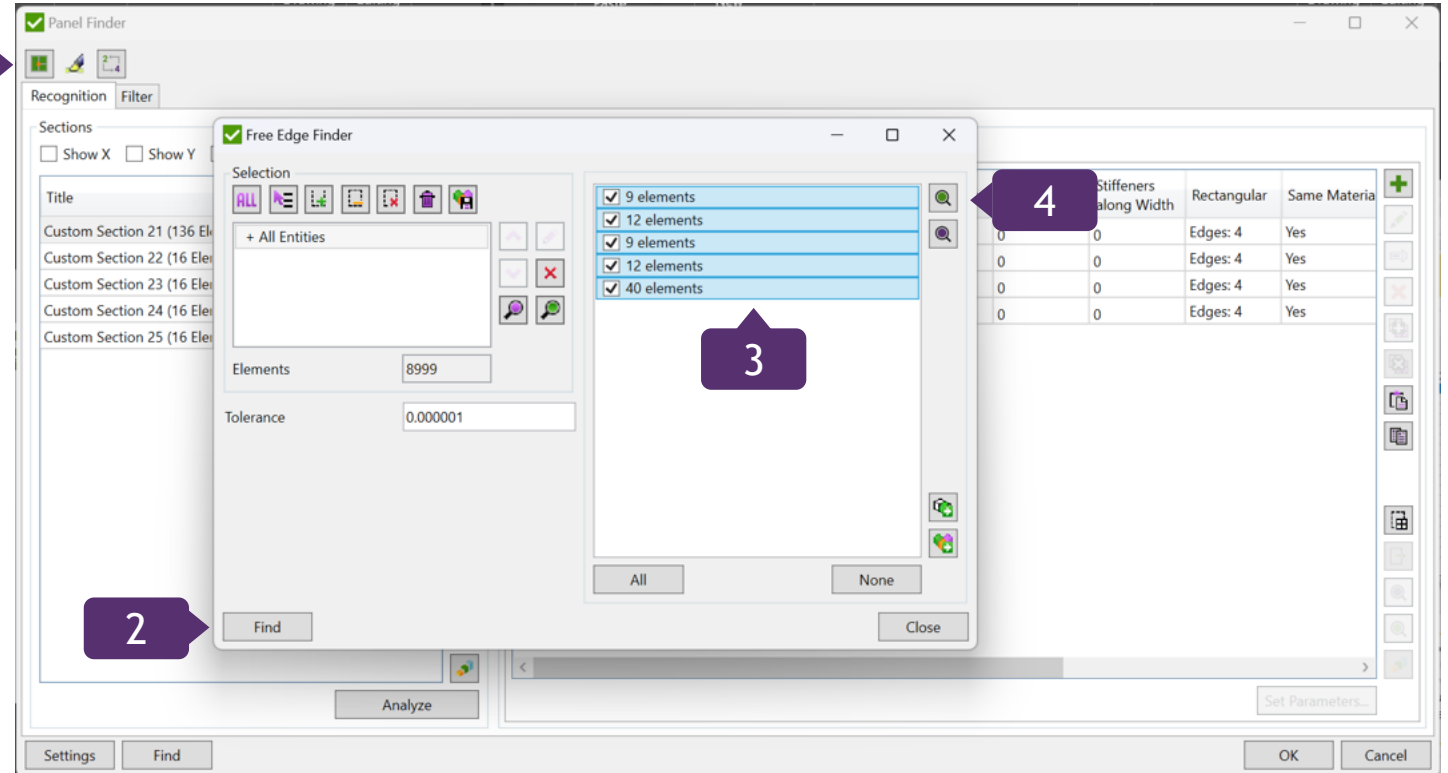 Panel Finder
Recognition Filter
Sections
Show X Show Y
Title
Custom Section 21 (136 Ele
Custom Section 22 (16 Eler
Custom Section 23 (16 Eler
Custom Section 24 (16 Eler
Custom Section 25 (16 Eler
Free Edge Finder
Selection
ALL
+ All Entities
Elements 8999
Tolerance 0.000001
9 elements
12 elements
9 elements
12 elements
40 elements
All None
Find Close
2
3
4
Stiffeners
along Width Rectangular Same Materia
0 0 Edges: 4 Yes
0 0 Edges: 4 Yes
0 0 Edges: 4 Yes
0 0 Edges: 4 Yes
Analyze
Set Parameters...
Settings Find OK Cancel